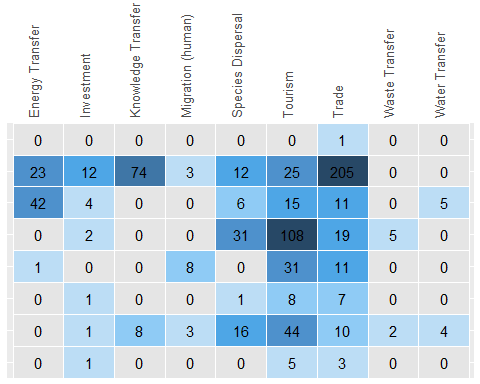 Energy Transfer
Investment
Knowledge Transfer
Migration (human)
Species Dispersal
Tourism
Trade
Waste Transfer
Water Transfer
0 0 0 0 0 0 1 0 0
23 12 74 3 12 25 205 0 0
42 4 0 0 6 15 11 0 5
0 2 0 0 31 108 19 5 0
1 0 0 8 0 31 11 0 0
0 1 0 0 1 8 7 0 0
0 1 8 3 16 44 10 2 4
0 1 0 0 0 5 3 0 0